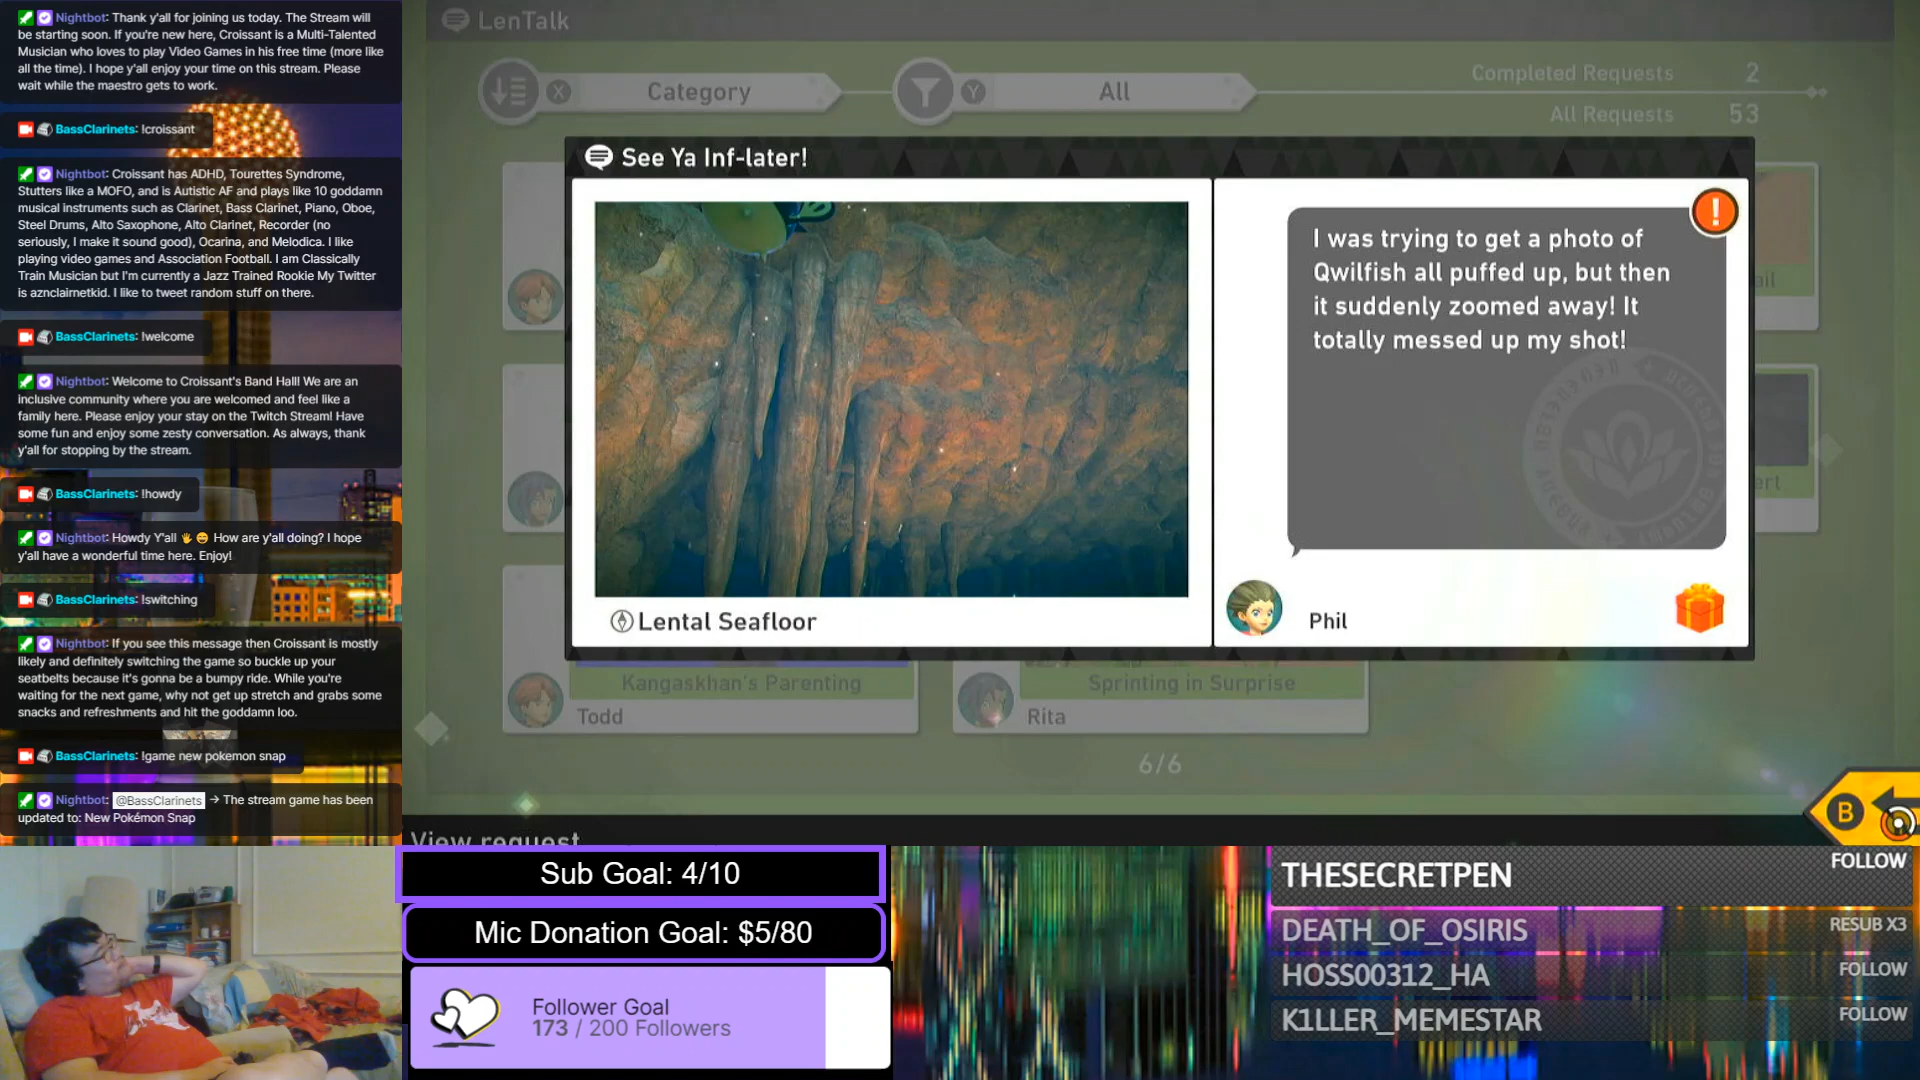 Nightbot: Thank y'all for joining us today. The Stream will
be starting soon. If you're new here, Croissant is a Multi-Talented
Musician who loves to play Video Games in his free time (more like
all the time). I hope y'all enjoy your time on this stream. Please
wait while the maestro gets to work.
BassClarinets: !croissant
Nightbot: Croissant has ADHD, Tourettes Syndrome,
Stutters like a MOFO, and is Autistic AF and plays like 10 goddamn
musical instruments such as Clarinet, Bass Clarinet, Piano, Oboe,
Steel Drums, Alto Saxophone, Alto Clarinet, Recorder (no
seriously, I make it sound good), Ocarina, and Melodica. I like
playing video games and Association Football. I am Classically
Train Musician but I'm currently a Jazz Trained Rookie My Twitter
is aznclairnetkid. I like to tweet random stuff on there.
BassClarinets: !welcome
Nightbot: Welcome to Croissant's Band Hall! We are an
inclusive community where you are welcomed and feel like a
family here. Please enjoy your stay on the Twitch Stream! Have
some fun and enjoy some zesty conversation. As always, thank
y'all for stopping by the stream.
BassClarinets: !howdy
Nightbot: Howdy Y'all 🖐 😄 How are y'all doing? I hope
y'all have a wonderful time here. Enjoy!
BassClarinets: !switching
Nightbot: If you see this message then Croissant is mostly
likely and definitely switching the game so buckle up your
seatbelts because it's gonna be a bumpy ride. While you're
waiting for the next game, why not get up stretch and grabs some
snacks and refreshments and hit the goddamn loo.
BassClarinets: !game new pokemon snap
Nightbot: @BassClarinets → The stream game has been
updated to: New Pokémon Snap
LenTalk
X Category
Y All
Completed Requests 2
All Requests 53
See Ya Inf-later!
I was trying to get a photo of
Qwilfish all puffed up, but then
it suddenly zoomed away! It
totally messed up my shot!
Lental Seafloor
Phil
Kangaskhan's Parenting
Todd
Sprinting in Surprise
Rita
6/6
B
View request
Sub Goal: 4/10
Mic Donation Goal: $5/80
Follower Goal
173 / 200 Followers
THESECRETPEN FOLLOW
DEATH_OF_OSIRIS RESUB X3
HOSS00312_HA FOLLOW
K1LLER_MEMESTAR FOLLOW